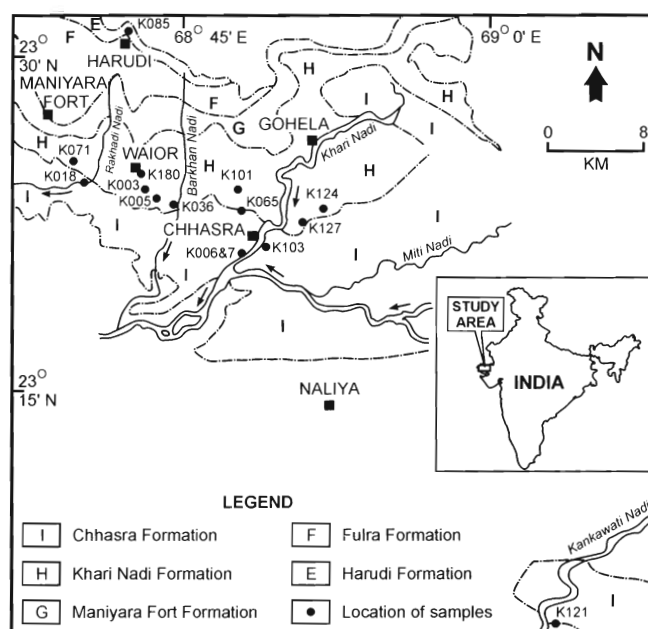 68° 45' E
69° 0' E
23°
30' N
E
K085
F
HARUDI
MANIYARA
FORT
F
H
H
I
N
0
8
KM
G
GOHELA
I
Khari Nadi
H
Raknadi Nadi
Barkhan Nadi
H
K071
WAIOR
K180
H
K101
K018
K003
K124
I
K005
K036
K065
K127
I
CHHASRA
I
K103
K006&7
I
I
Miti Nadi
I
I
STUDY
AREA
INDIA
23°
15' N
NALIYA
LEGEND
I Chhasra Formation
F Fulra Formation
H Khari Nadi Formation
E Harudi Formation
G Maniyara Fort Formation
Location of samples
Kankawati Nadi
I
K121
I